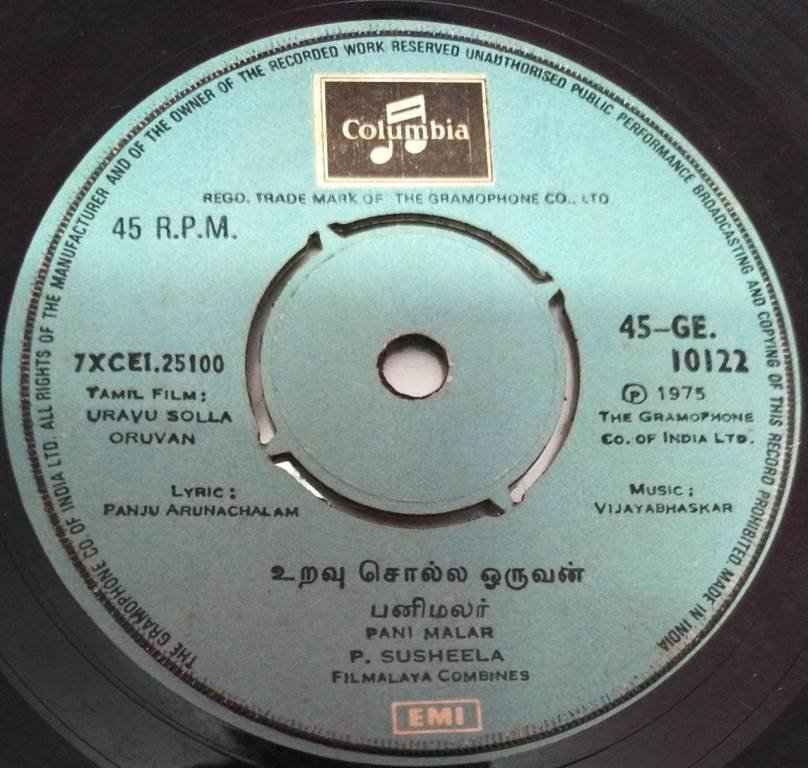 THE GRAMOPHONE CO. OF INDIA LTD. ALL RIGHTS OF THE MANUFACTURER AND OF THE OWNER OF THE RECORDED WORK RESERVED UNAUTHORISED PUBLIC PERFORMANCE BROADCASTING AND COPYING OF THIS RECORD PROHIBITED MADE IN INDIA
Columbia
REGD. TRADE MARK OF THE GRAMOPHONE CO., LTD
45 R.P.M.
7XCEI.25100
TAMIL FILM:
URAVU SOLLA
ORUVAN
LYRIC:
PANJU ARUNACHALAM
45-GE.
10122
Ⓟ 1975
THE GRAMOPHONE
CO. OF INDIA LTD.
MUSIC:
VIJAYABHASKAR
உறவு சொல்ல ஒருவன்
பனிமலர்
PANI MALAR
P. SUSHEELA
FILMALAYA COMBINES
EMI